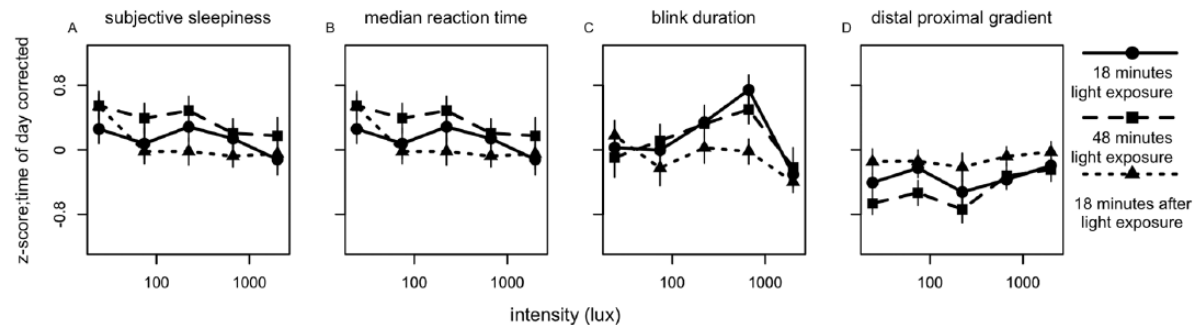 A subjective sleepiness
B median reaction time
C blink duration
D distal proximal gradient
z-score;time of day corrected
0.8
0
-0.8
100 1000
100 1000
100 1000
100 1000
intensity (lux)
18 minutes
light exposure
48 minutes
light exposure
18 minutes after
light exposure